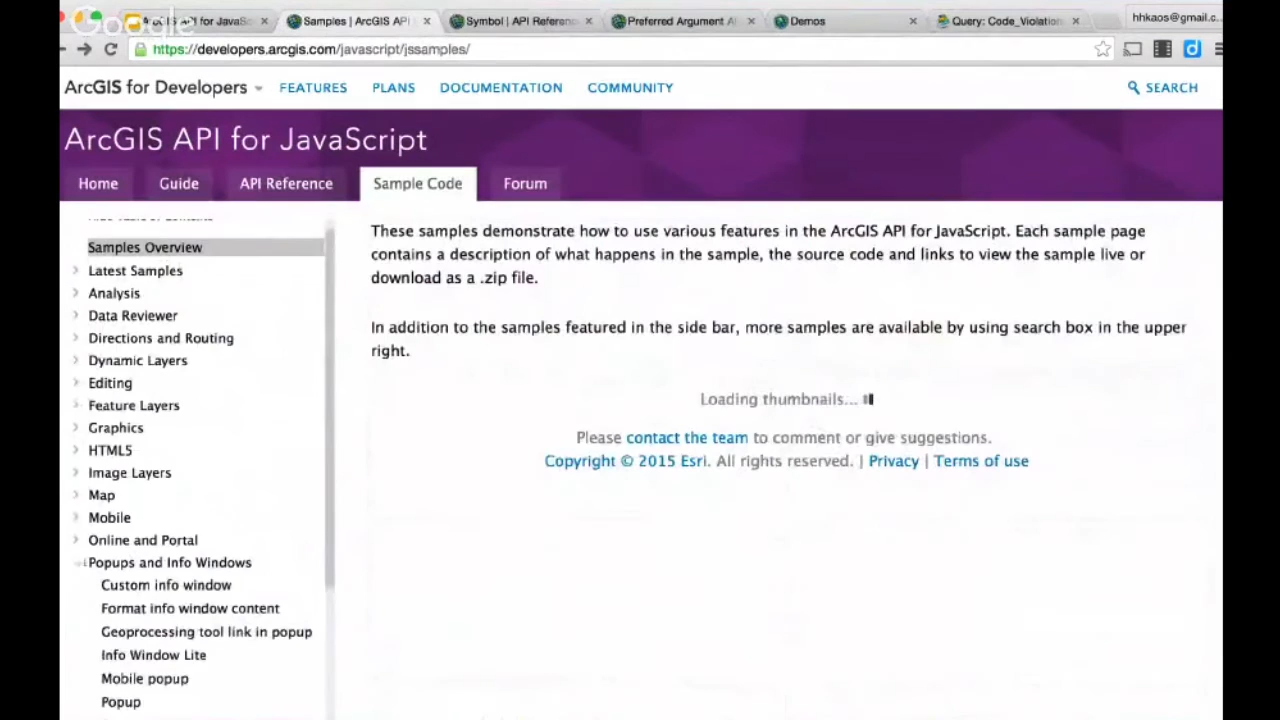 Google
ArcGIS API for JavaSc
Samples | ArcGIS API
Symbol | API Reference
Preferred Argument A
Demos
Query: Code_Violation
hhkaos@gmail.c...
https://developers.arcgis.com/javascript/jssamples/
ArcGIS for Developers
FEATURES
PLANS
DOCUMENTATION
COMMUNITY
SEARCH
ArcGIS API for JavaScript
Home
Guide
API Reference
Sample Code
Forum
Samples Overview
Latest Samples
Analysis
Data Reviewer
Directions and Routing
Dynamic Layers
Editing
Feature Layers
Graphics
HTML5
Image Layers
Map
Mobile
Online and Portal
Popups and Info Windows
Custom info window
Format info window content
Geoprocessing tool link in popup
Info Window Lite
Mobile popup
Popup
These samples demonstrate how to use various features in the ArcGIS API for JavaScript. Each sample page
contains a description of what happens in the sample, the source code and links to view the sample live or
download as a .zip file.
In addition to the samples featured in the side bar, more samples are available by using search box in the upper
right.
Loading thumbnails...
Please contact the team to comment or give suggestions.
Copyright © 2015 Esri. All rights reserved. | Privacy | Terms of use